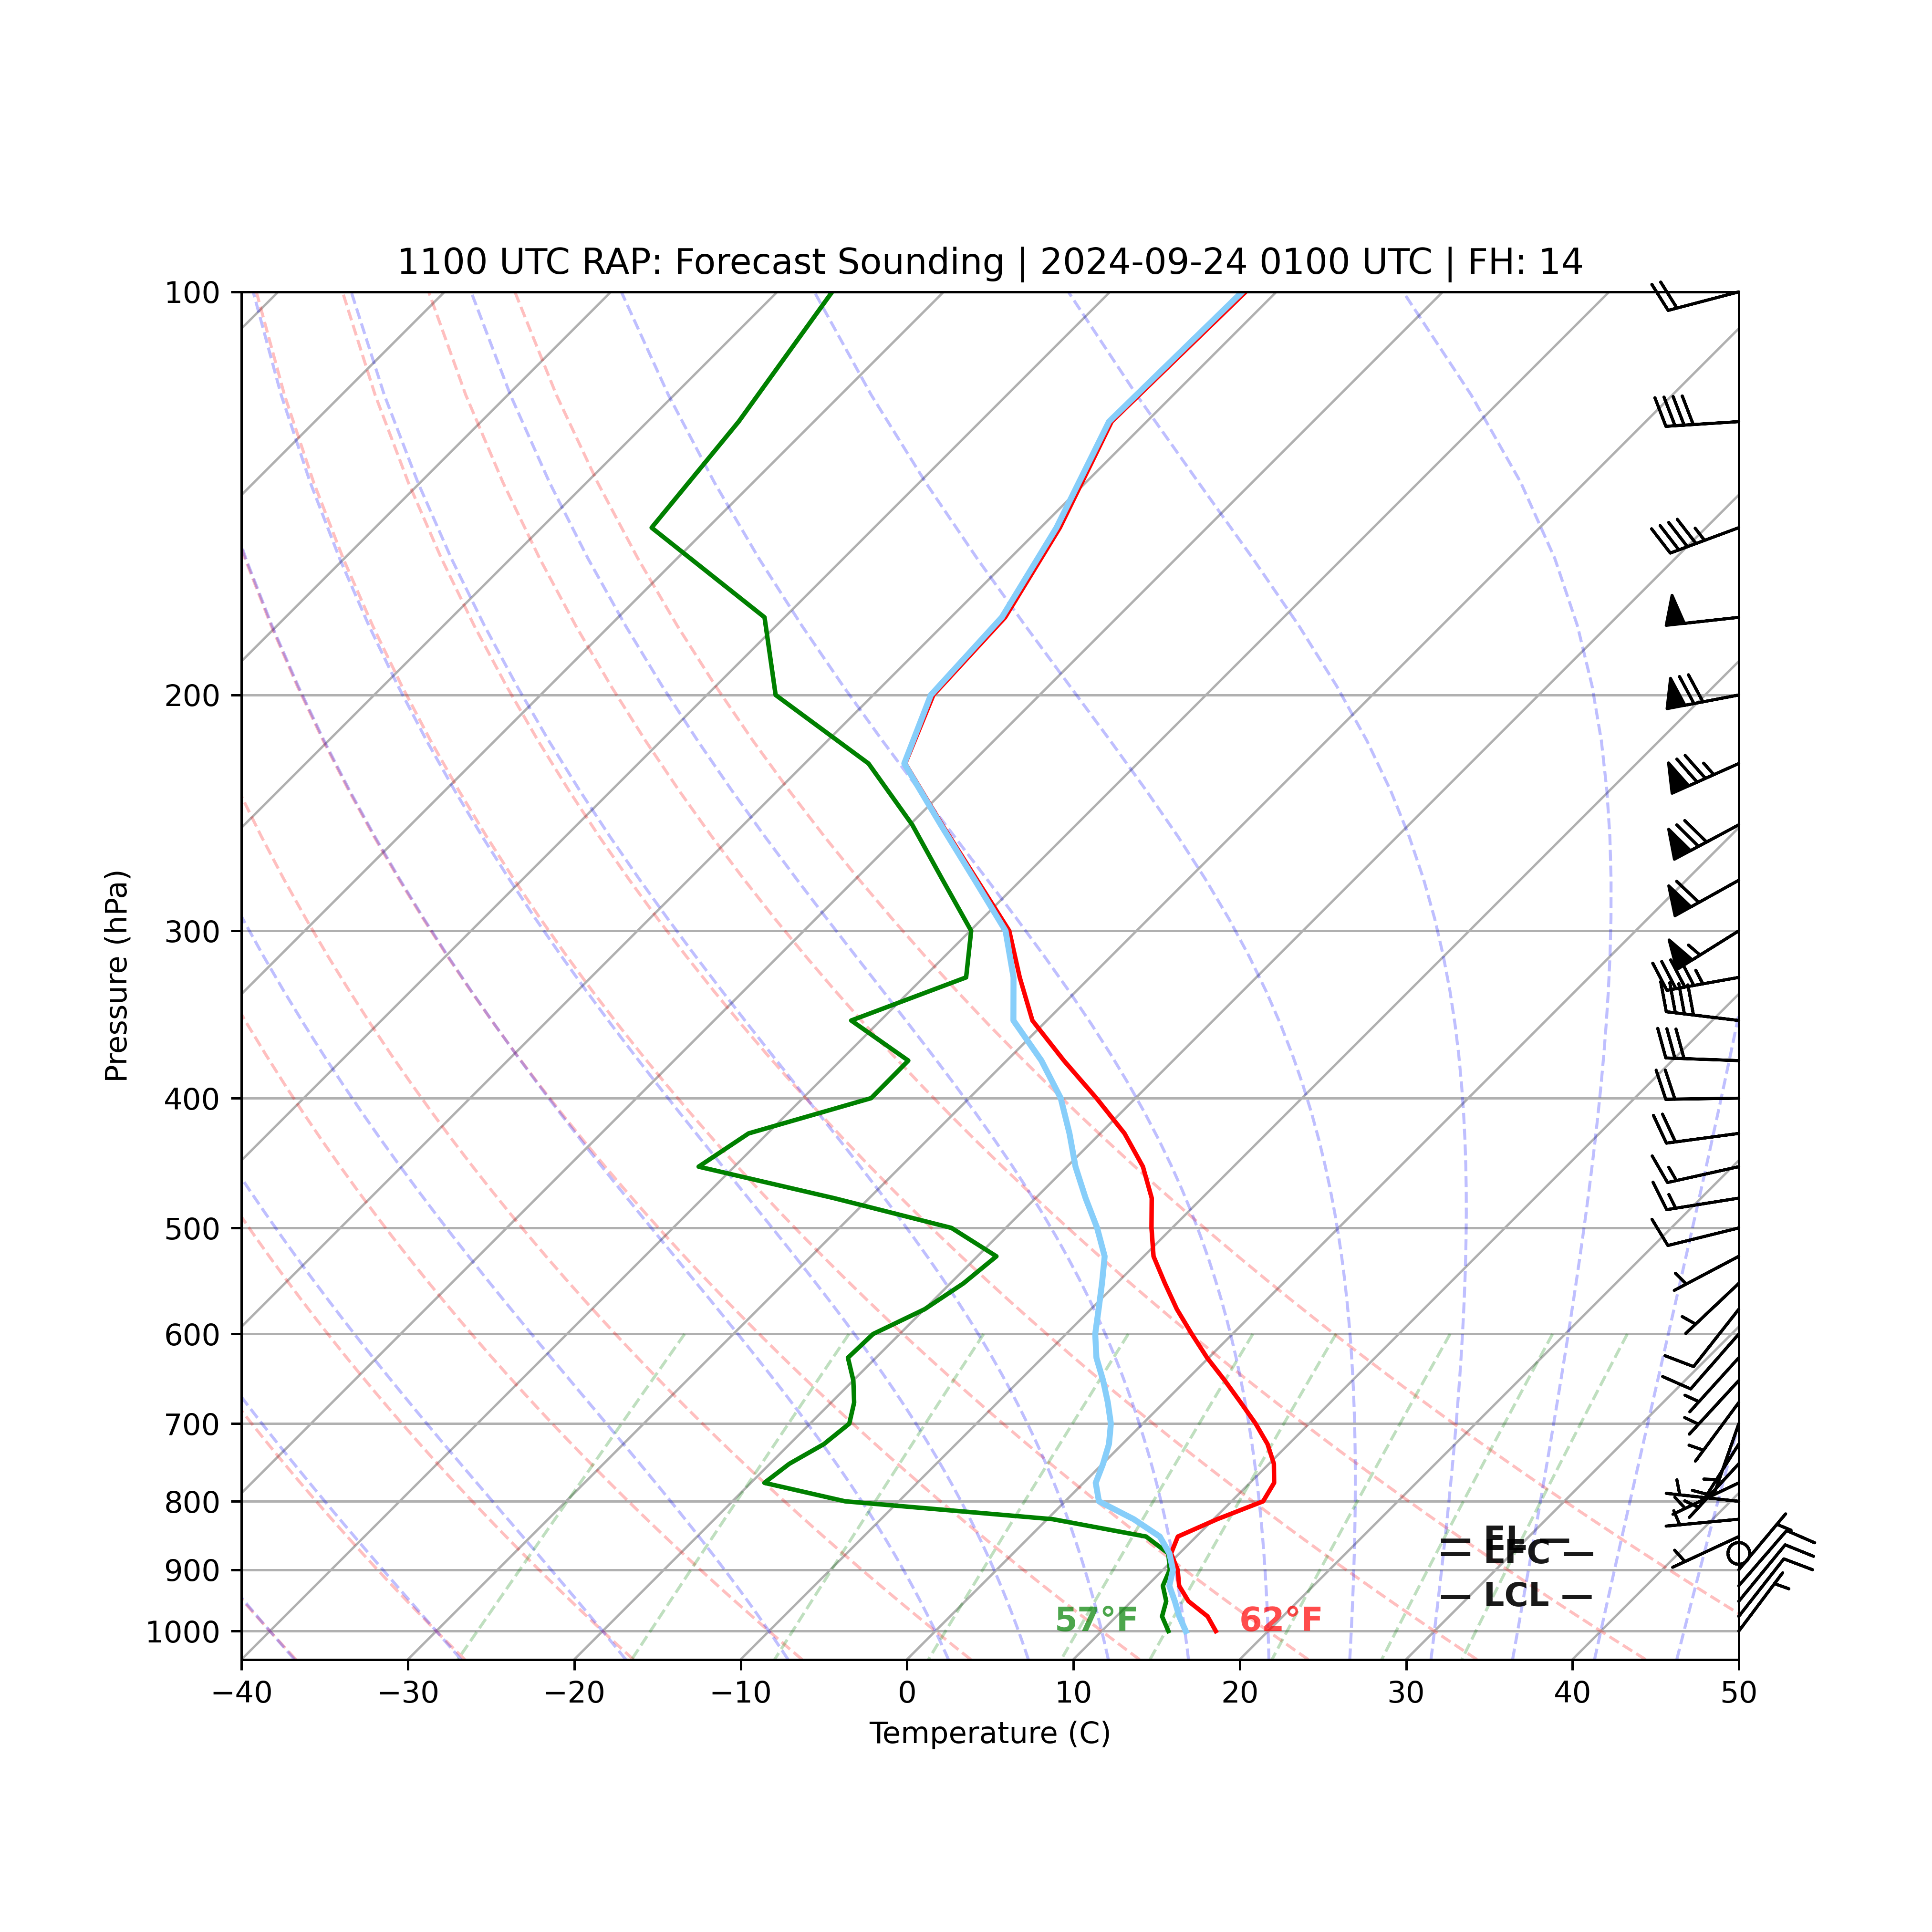 1100 UTC RAP: Forecast Sounding | 2024-09-24 0100 UTC | FH: 14
100
200
300
400
500
600
700
800
900
1000
Pressure (hPa)
— EL —
— LFC —
— LCL —
57°F
62°F
−40
−30
−20
−10
0
10
20
30
40
50
Temperature (C)